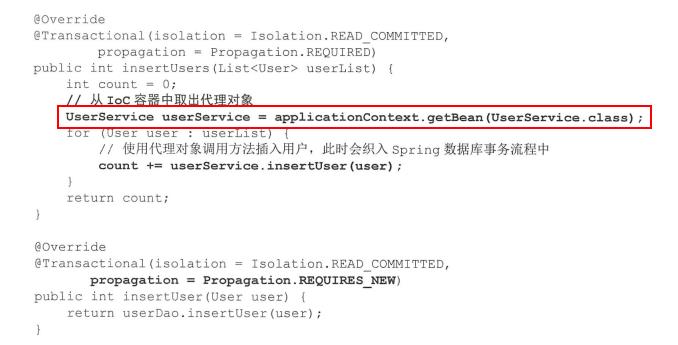 @Override
@Transactional(isolation = Isolation.READ_COMMITTED,
        propagation = Propagation.REQUIRED)
public int insertUsers(List<User> userList) {
    int count = 0;
    // 从 IoC 容器中取出代理对象
    UserService userService = applicationContext.getBean(UserService.class);
    for (User user : userList) {
        // 使用代理对象调用方法插入用户，此时会织入 Spring 数据库事务流程中
        count += userService.insertUser(user);
    }
    return count;
}

@Override
@Transactional(isolation = Isolation.READ_COMMITTED,
        propagation = Propagation.REQUIRES_NEW)
public int insertUser(User user) {
    return userDao.insertUser(user);
}